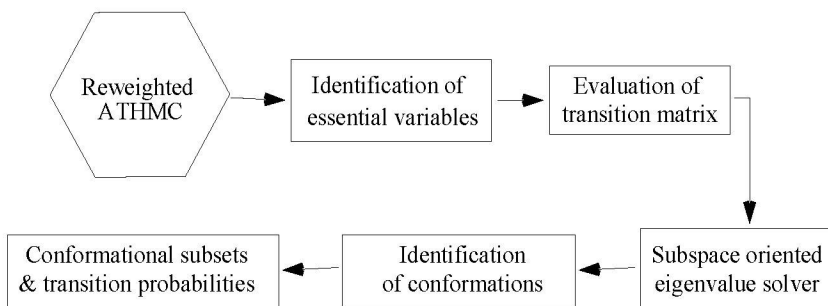 Reweighted
ATHMC
Identification of
essential variables
Evaluation of
transition matrix
Subspace oriented
eigenvalue solver
Identification
of conformations
Conformational subsets
& transition probabilities